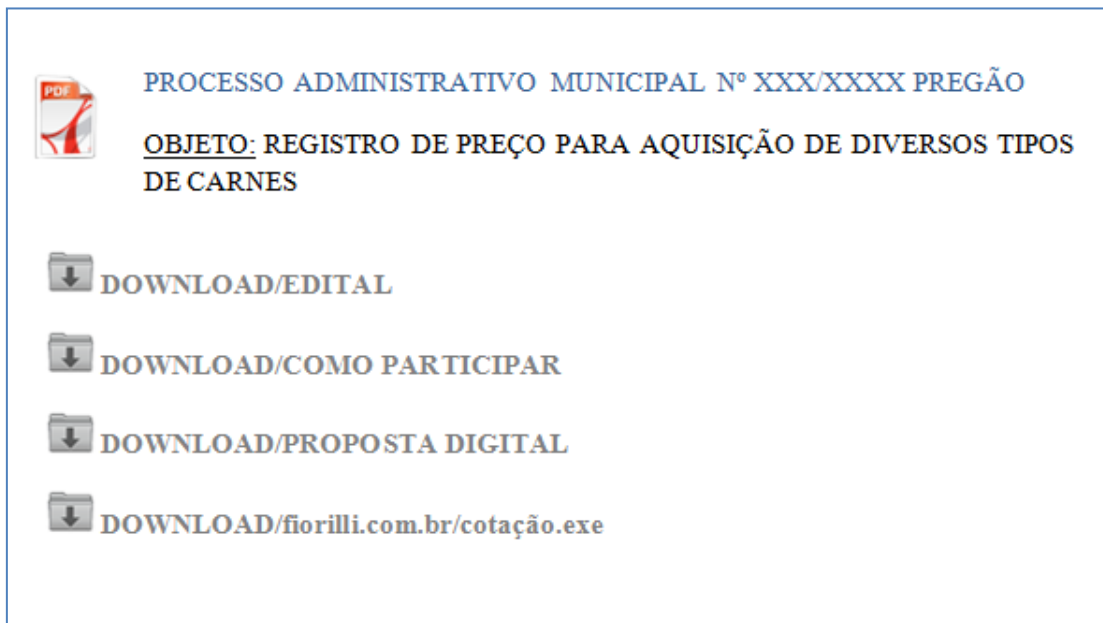 PDF
PROCESSO ADMINISTRATIVO MUNICIPAL Nº XXX/XXXX PREGÃO
OBJETO: REGISTRO DE PREÇO PARA AQUISIÇÃO DE DIVERSOS TIPOS
DE CARNES
DOWNLOAD/EDITAL
DOWNLOAD/COMO PARTICIPAR
DOWNLOAD/PROPOSTA DIGITAL
DOWNLOAD/fiorilli.com.br/cotação.exe